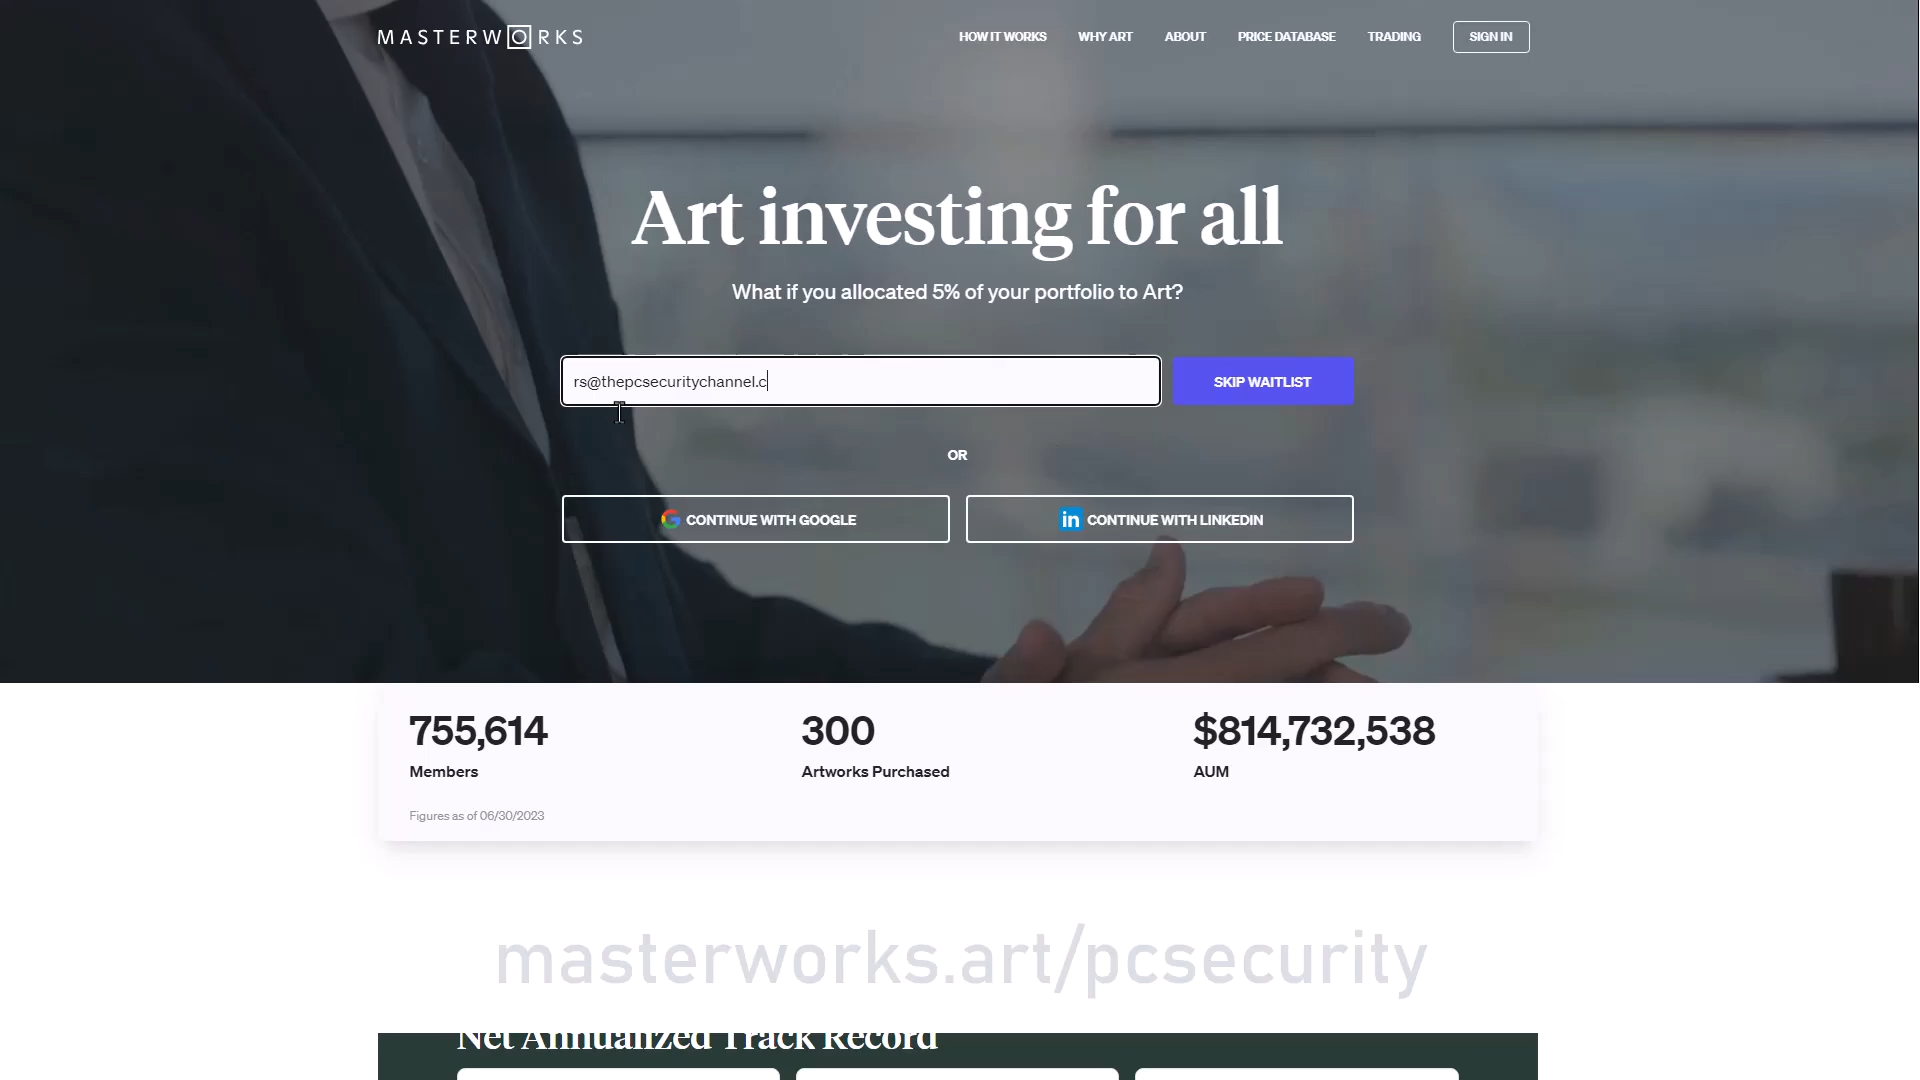 MASTERWORKS
HOW IT WORKS
WHY ART
ABOUT
PRICE DATABASE
TRADING
SIGN IN
Art investing for all
What if you allocated 5% of your portfolio to Art?
rs@thepcsecuritychannel.c
SKIP WAITLIST
OR
CONTINUE WITH GOOGLE
in CONTINUE WITH LINKEDIN
755,614
Members
300
Artworks Purchased
$814,732,538
AUM
Figures as of 06/30/2023
masterworks.art/pcsecurity
Net Annualized Track Record